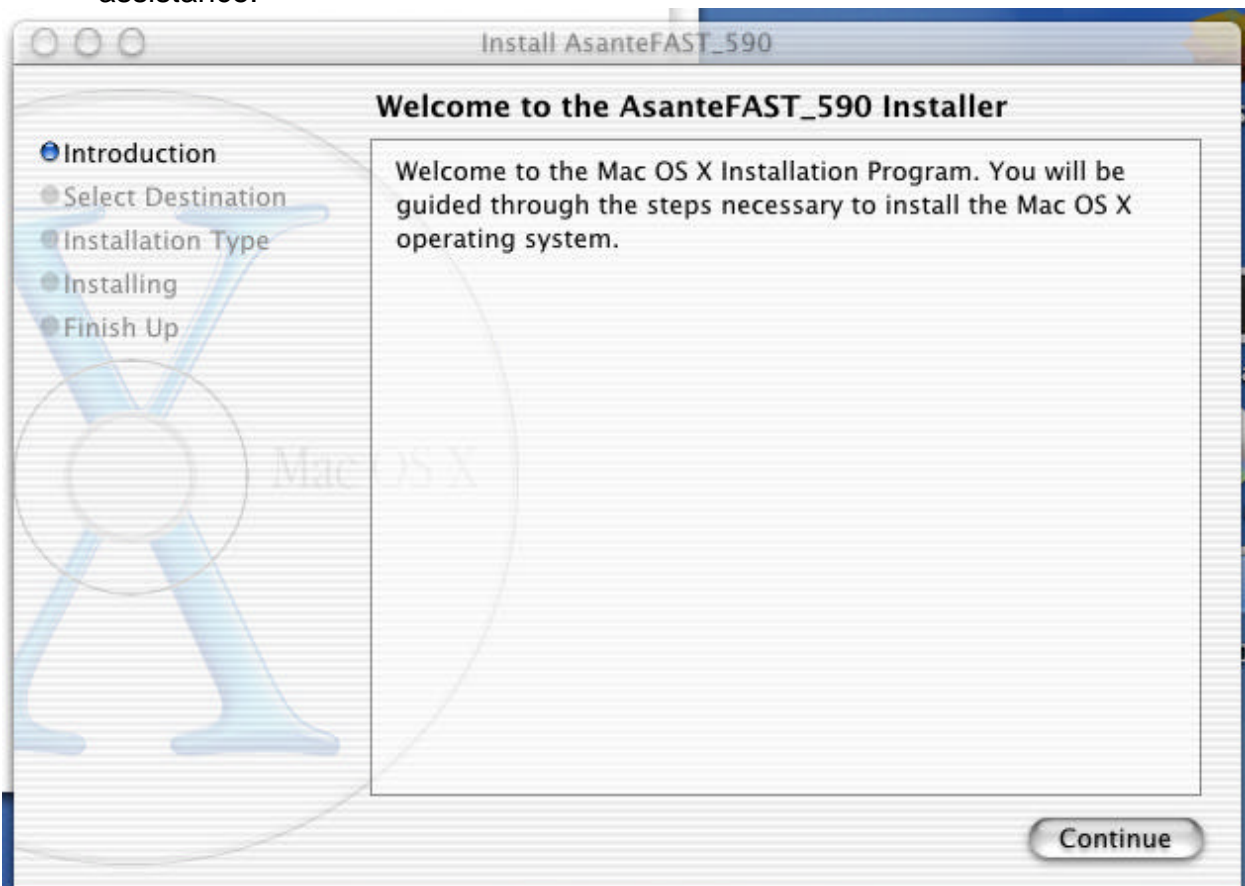 assistance.
Install AsanteFAST_590
Welcome to the AsanteFAST_590 Installer
Introduction
Select Destination
Installation Type
Installing
Finish Up
Welcome to the Mac OS X Installation Program. You will be
guided through the steps necessary to install the Mac OS X
operating system.
Mac OS X
Continue